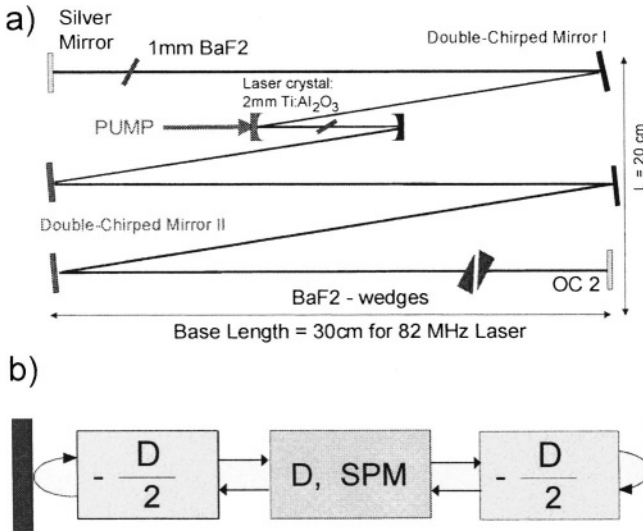 a)
Silver
Mirror
1mm BaF2
Double-Chirped Mirror I
Laser crystal:
2mm Ti:Al₂O₃
PUMP
L = 20 cm
Double-Chirped Mirror II
BaF2 - wedges
OC 2
Base Length = 30cm for 82 MHz Laser
b)
- D/2
D, SPM
- D/2